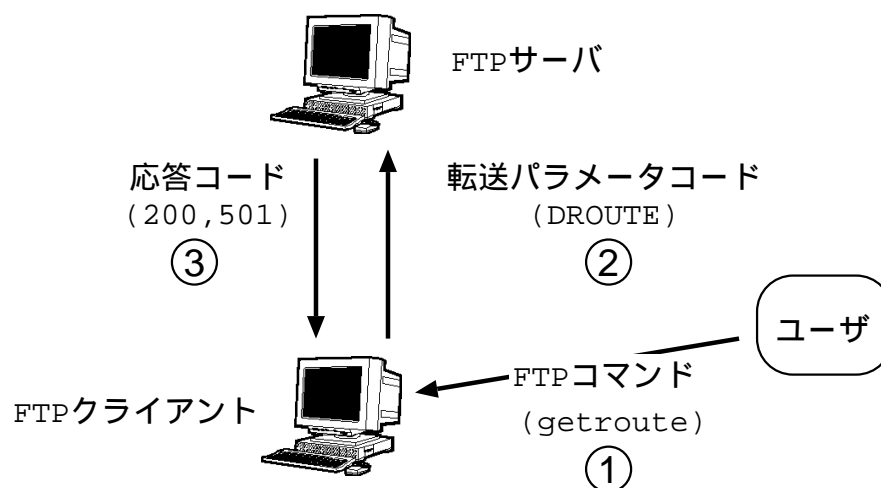 FTPサーバ
応答コード
(200,501)
③
転送パラメータコード
(DROUTE)
②
ユーザ
FTPクライアント
FTPコマンド
(getroute)
①